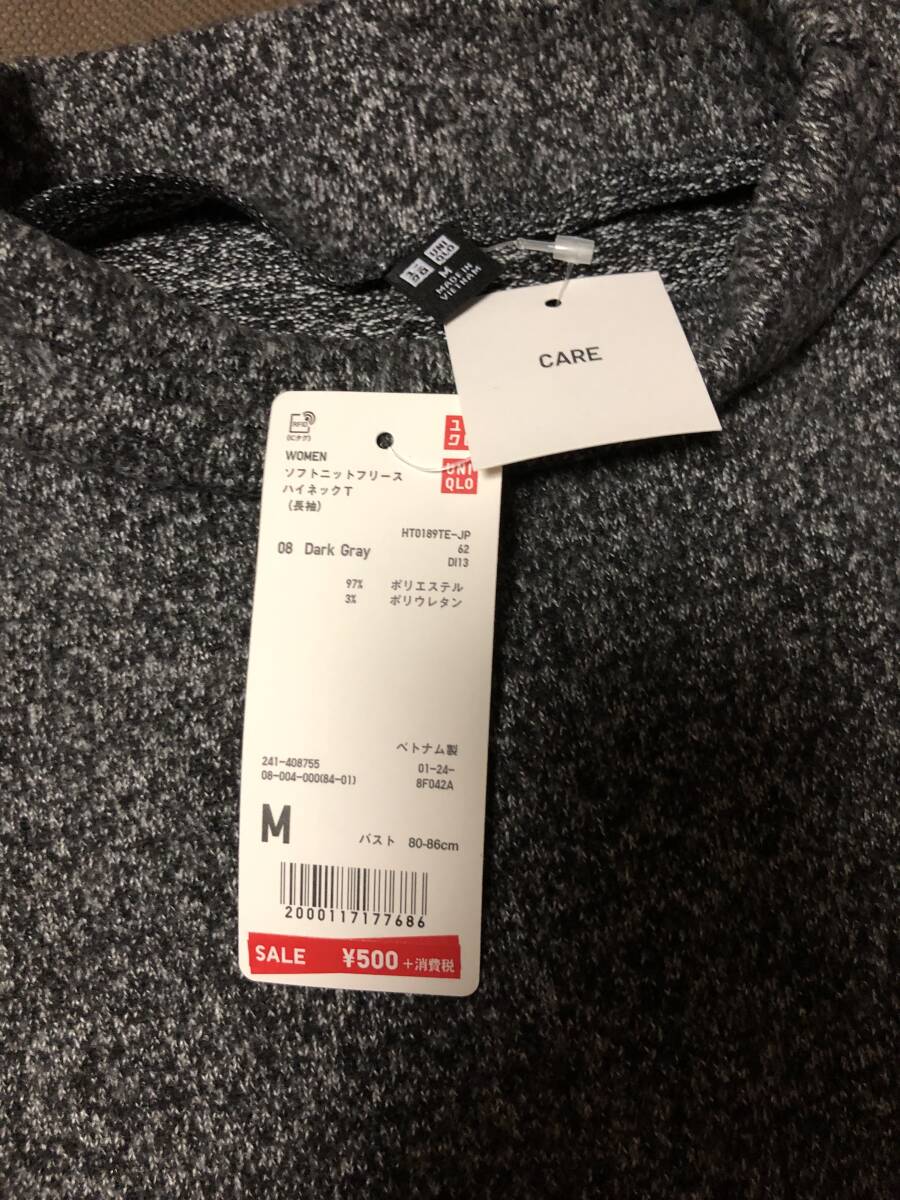 UNI
QLO
M
MADE IN
VIETNAM
CARE
RFID
(ICタグ)
WOMEN
ソフトニットフリース
ハイネックT
(長袖)
UNI
QLO
HT0189TE-JP
08 Dark Gray
62
DI13
97% ポリエステル
3% ポリウレタン
ベトナム製
241-408755
01-24-
08-004-000(84-01)
8F042A
M
バスト 80-86cm
2000117177686
SALE ¥500 +消費税